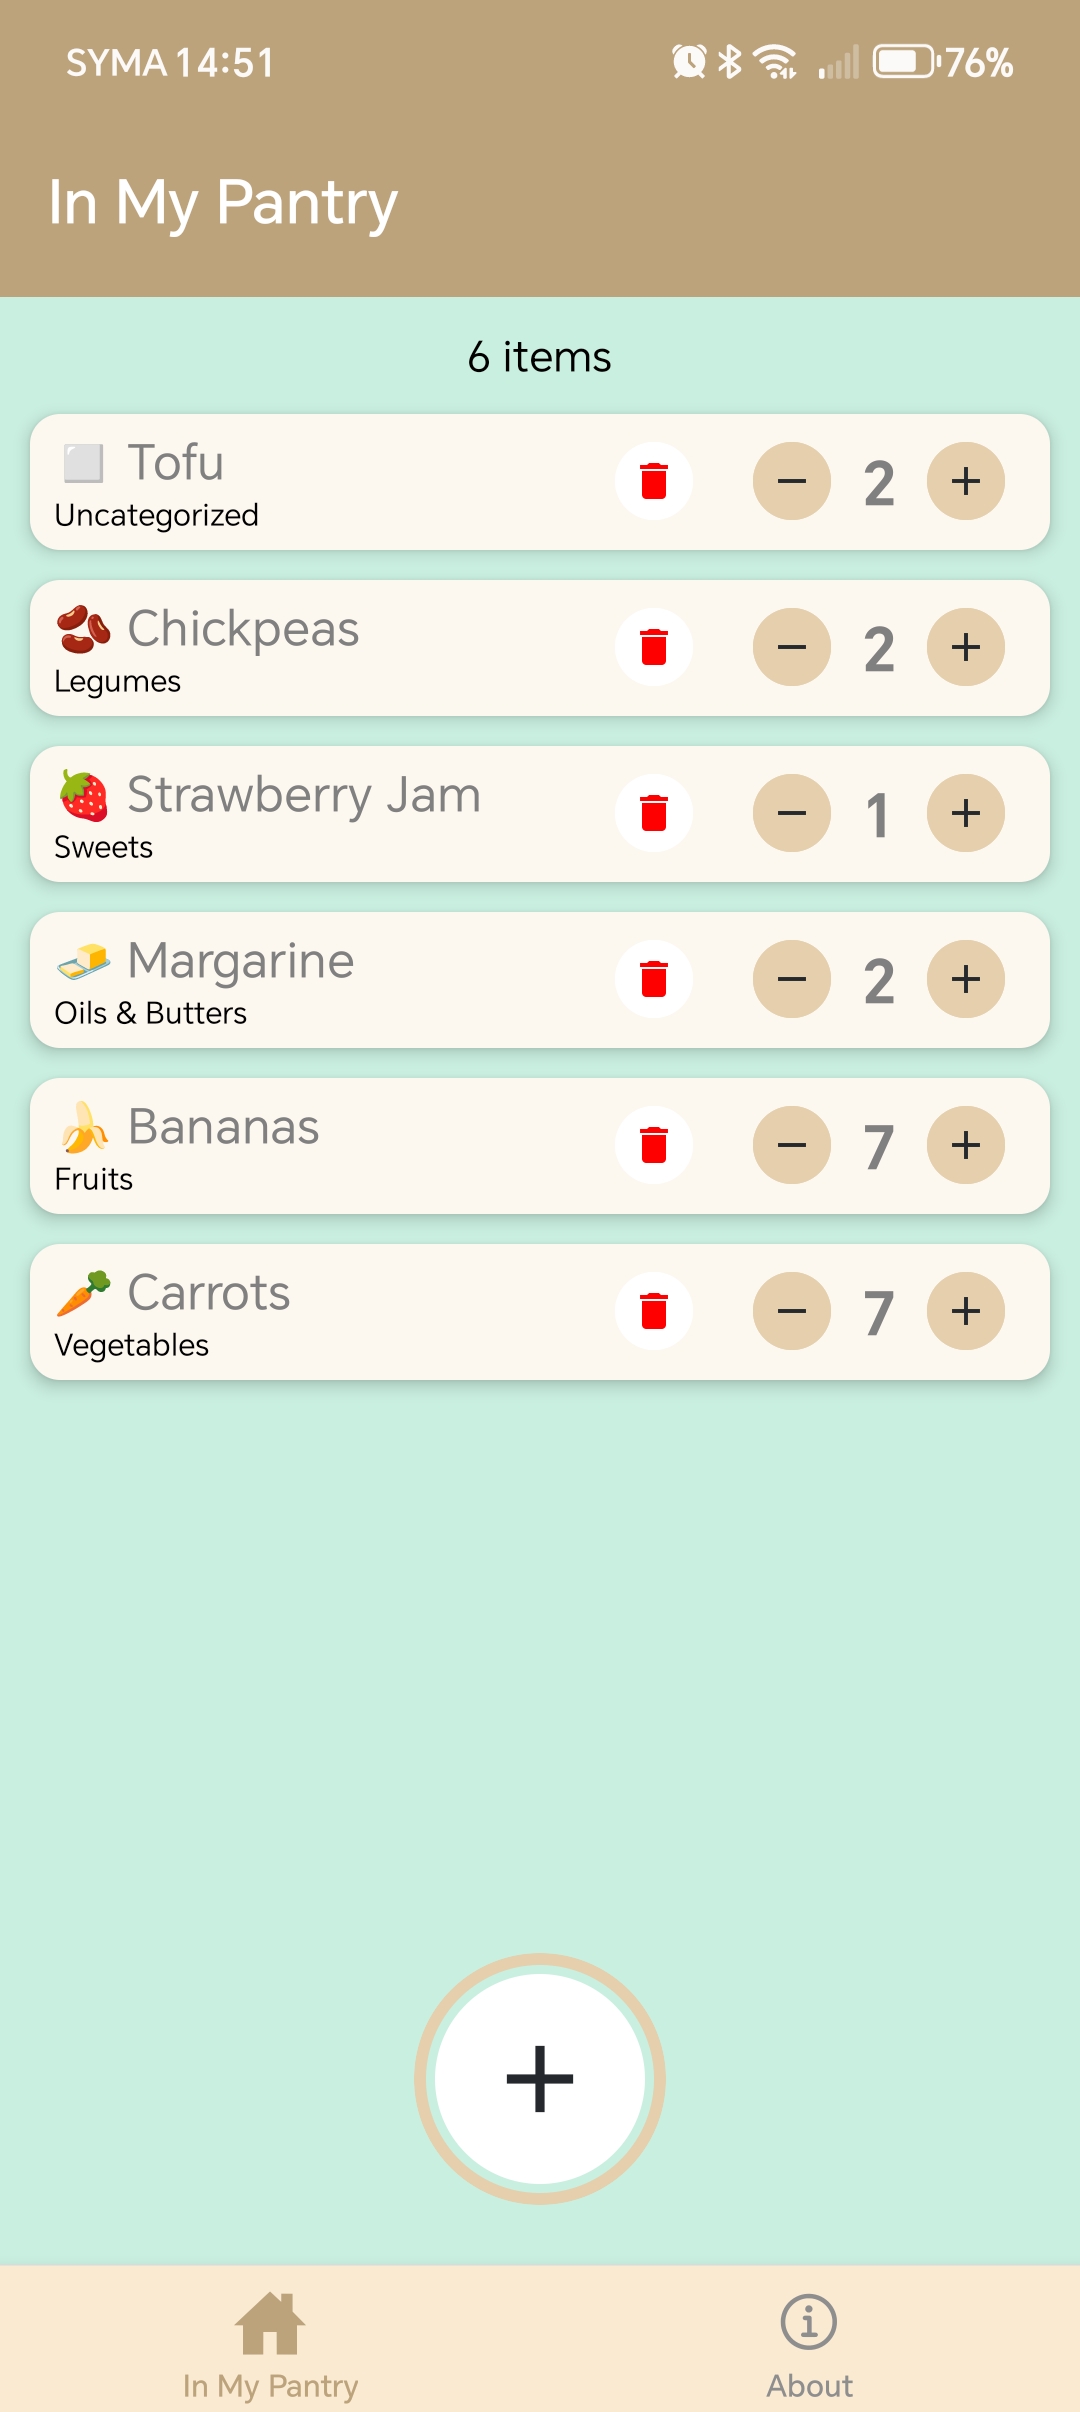 SYMA 14:51 76%
In My Pantry
6 items
Tofu
Uncategorized
2
Chickpeas
Legumes
2
Strawberry Jam
Sweets
1
Margarine
Oils & Butters
2
Bananas
Fruits
7
Carrots
Vegetables
7
In My Pantry
About